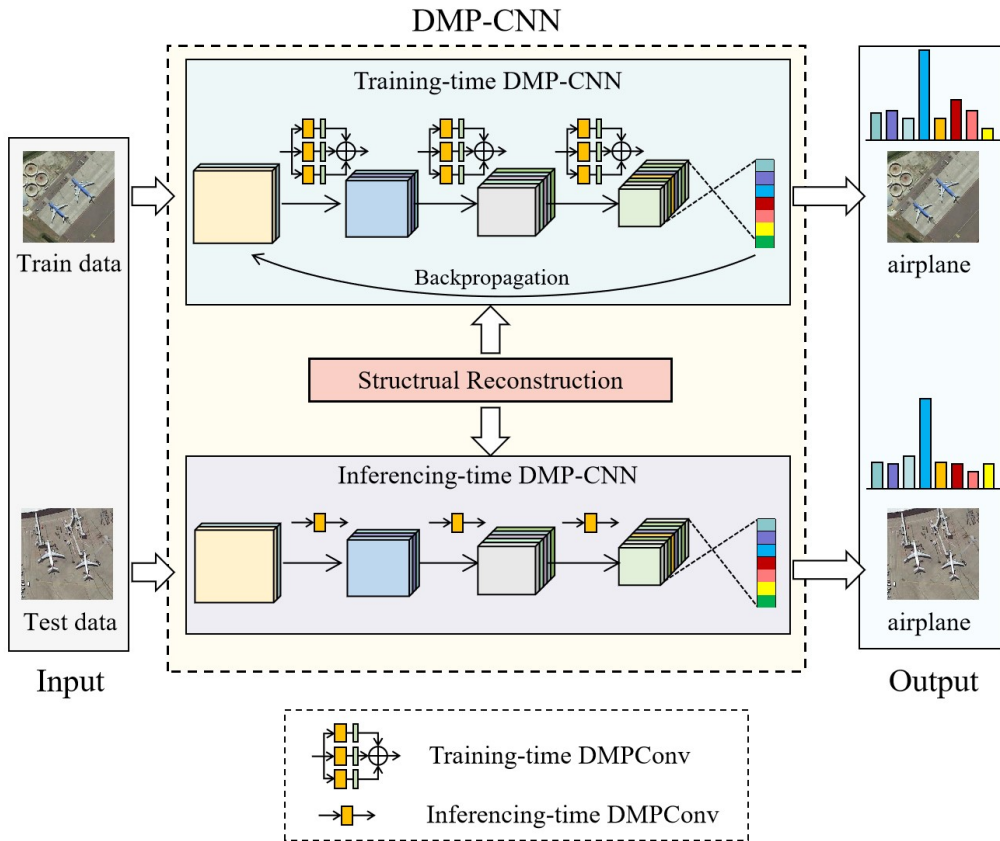 DMP-CNN
Training-time DMP-CNN
Train data
Backpropagation
airplane
Structrual Reconstruction
Inferencing-time DMP-CNN
Test data
airplane
Input
Output
Training-time DMPConv
Inferencing-time DMPConv